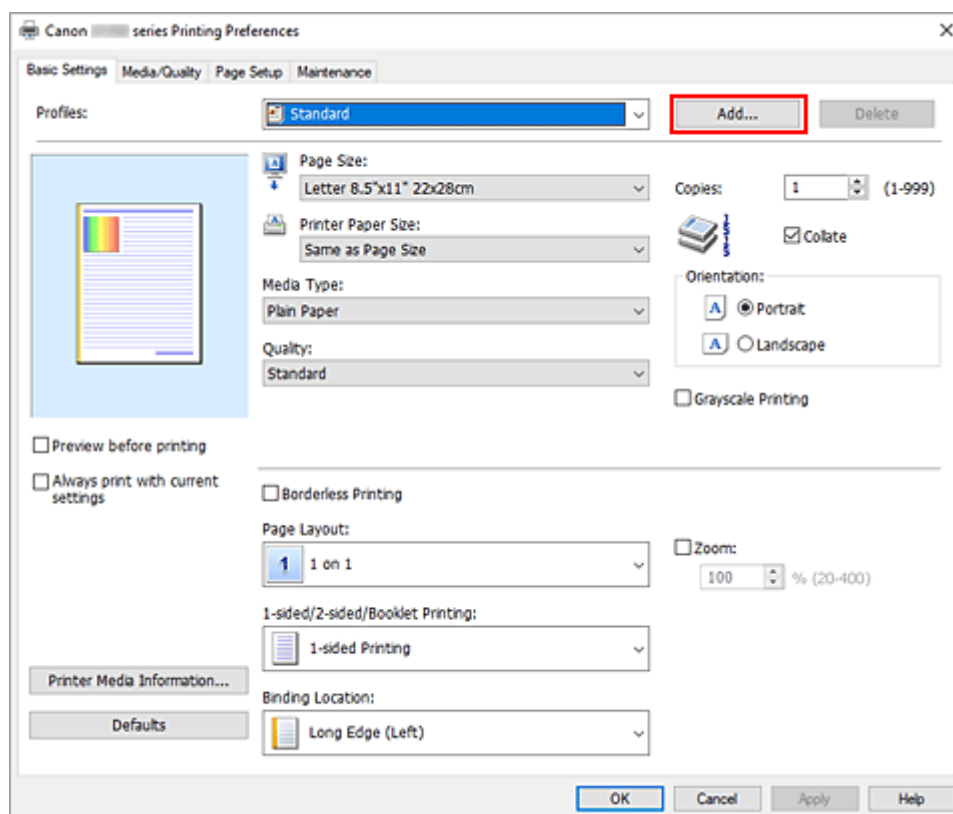 Canon series Printing Preferences
Basic Settings Media/Quality Page Setup Maintenance
Profiles: Standard Add... Delete
Page Size:
Letter 8.5"x11" 22x28cm
Copies: 1 (1-999)
Printer Paper Size:
Same as Page Size
Collate
Media Type:
Plain Paper
Orientation:
A Portrait
A Landscape
Quality:
Standard
Grayscale Printing
Preview before printing
Always print with current
settings
Borderless Printing
Page Layout:
1 1 on 1
Zoom:
100 % (20-400)
1-sided/2-sided/Booklet Printing:
1-sided Printing
Printer Media Information...
Defaults
Binding Location:
Long Edge (Left)
OK Cancel Apply Help